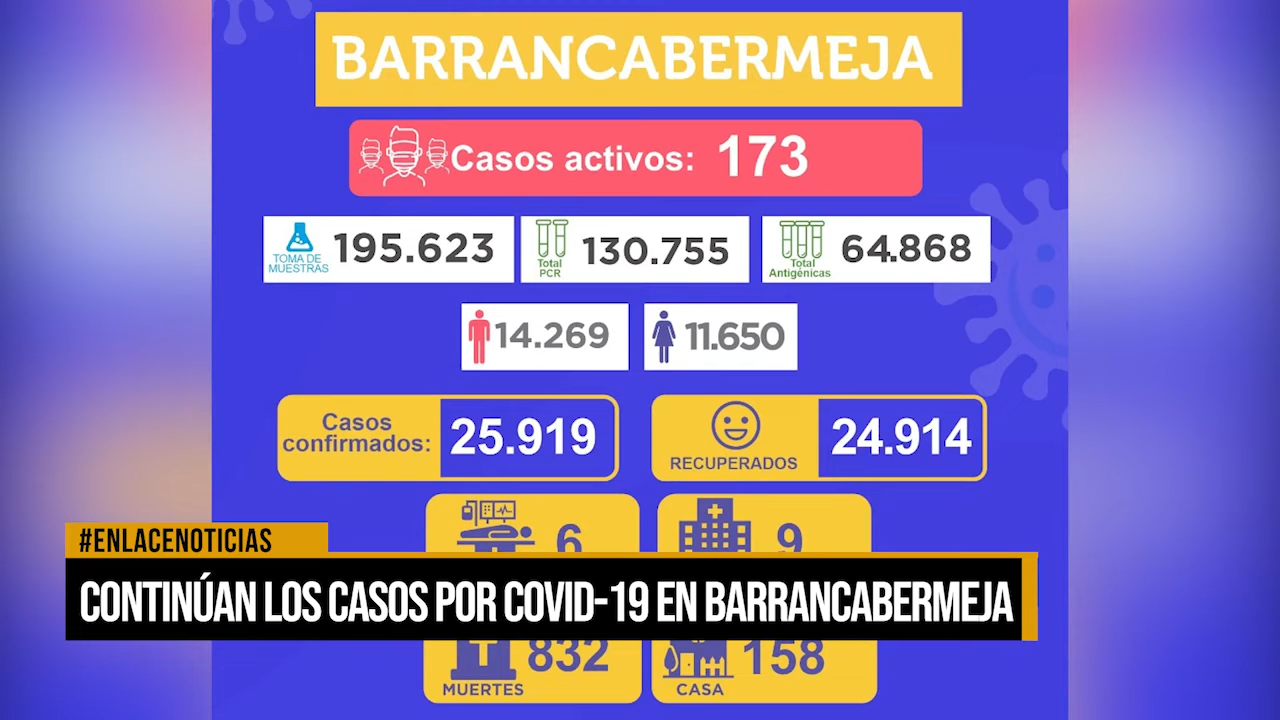 BARRANCABERMEJA
Casos activos: 173
TOMA DE
MUESTRAS
195.623
Total
PCR
130.755
Total
Antigénicas
64.868
14.269
11.650
Casos
confirmados:
25.919
RECUPERADOS
24.914
6
9
#ENLACENOTICIAS
CONTINÚAN LOS CASOS POR COVID-19 EN BARRANCABERMEJA
832
MUERTES
158
CASA